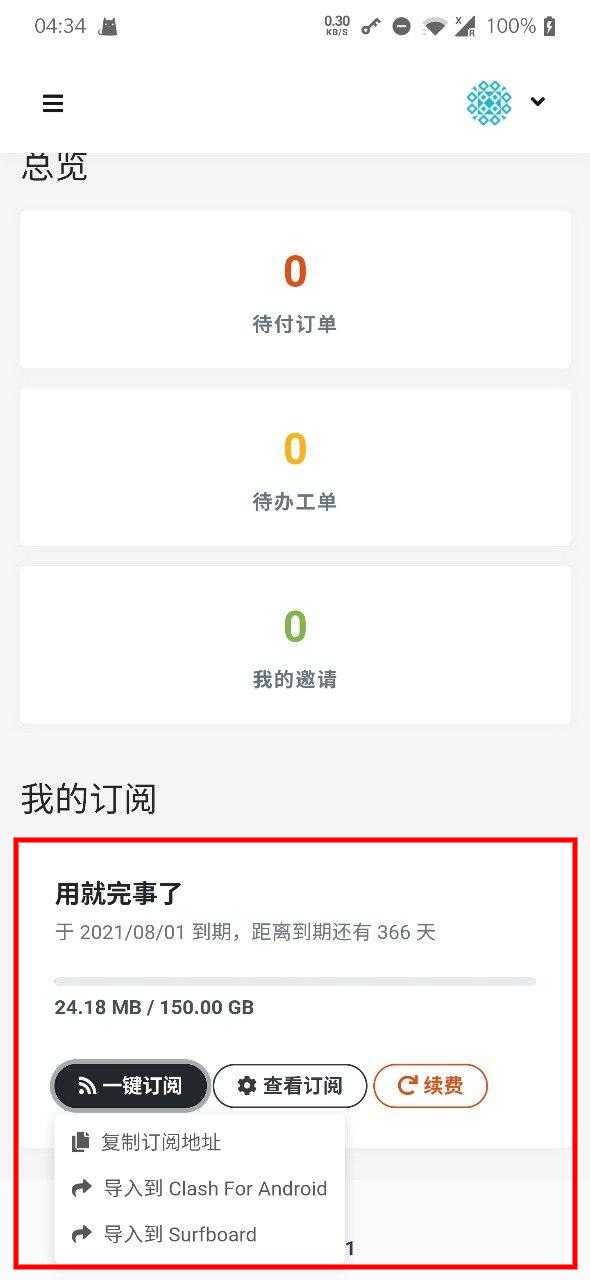 04:34
0.30
KB/S
X
R
100%
总览
0
待付订单
0
待办工单
0
我的邀请
我的订阅
用就完事了
于 2021/08/01 到期，距离到期还有 366 天
24.18 MB / 150.00 GB
一键订阅 查看订阅 续费
复制订阅地址
导入到 Clash For Android
导入到 Surfboard
1